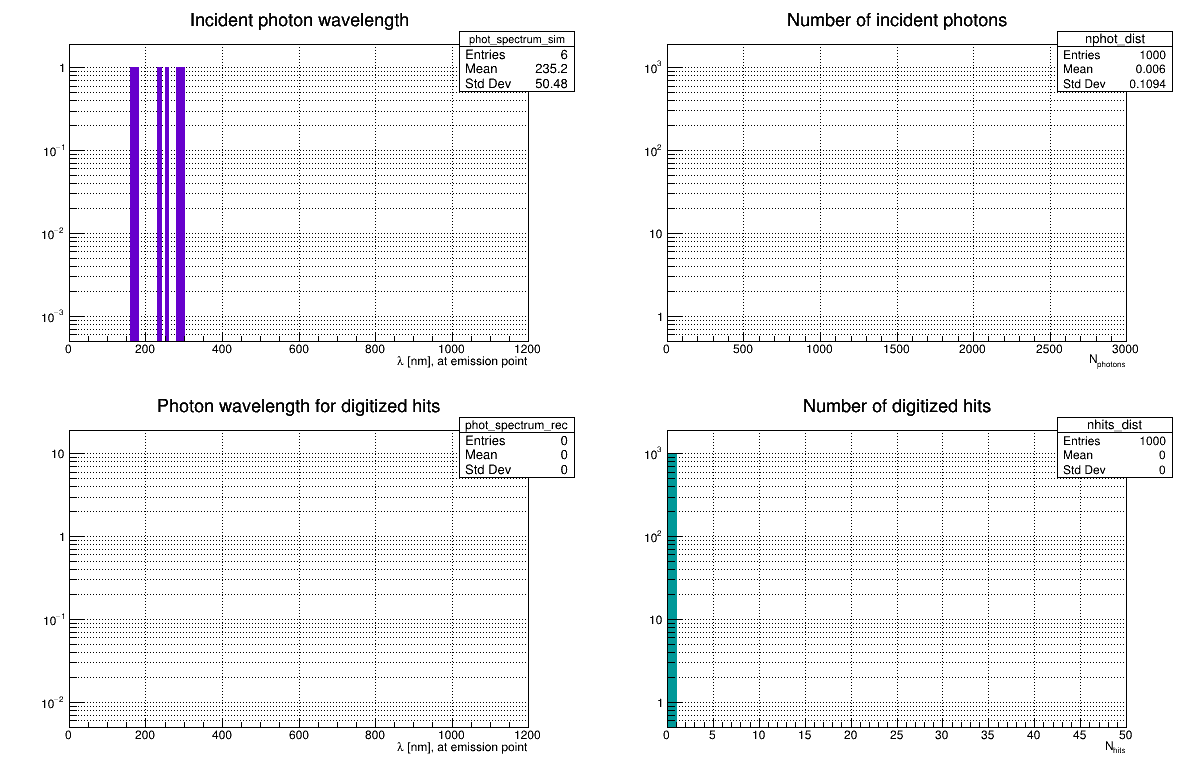 Incident photon wavelength
phot_spectrum_sim
Entries 6
Mean 235.2
Std Dev 50.48
1
10⁻¹
10⁻²
10⁻³
0 200 400 600 800 1000 1200
λ [nm], at emission point
Number of incident photons
nphot_dist
Entries 1000
Mean 0.006
Std Dev 0.1094
10³
10²
10
1
0 500 1000 1500 2000 2500 3000
Nphotons
Photon wavelength for digitized hits
phot_spectrum_rec
Entries 0
Mean 0
Std Dev 0
10
1
10⁻¹
10⁻²
0 200 400 600 800 1000 1200
λ [nm], at emission point
Number of digitized hits
nhits_dist
Entries 1000
Mean 0
Std Dev 0
10³
10²
10
1
0 5 10 15 20 25 30 35 40 45 50
Nhits